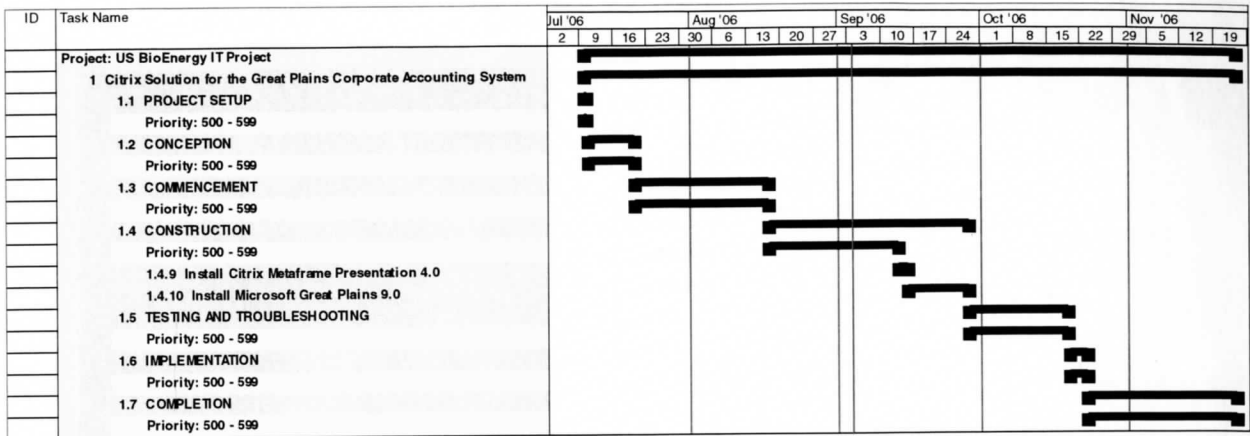 ID Task Name Jul '06 Aug '06 Sep '06 Oct '06 Nov '06
2 9 16 23 30 6 13 20 27 3 10 17 24 1 8 15 22 29 5 12 19
Project: US BioEnergy IT Project
1 Citrix Solution for the Great Plains Corporate Accounting System
1.1 PROJECT SETUP
Priority: 500 - 599
1.2 CONCEPTION
Priority: 500 - 599
1.3 COMMENCEMENT
Priority: 500 - 599
1.4 CONSTRUCTION
Priority: 500 - 599
1.4.9 Install Citrix Metaframe Presentation 4.0
1.4.10 Install Microsoft Great Plains 9.0
1.5 TESTING AND TROUBLESHOOTING
Priority: 500 - 599
1.6 IMPLEMENTATION
Priority: 500 - 599
1.7 COMPLETION
Priority: 500 - 599